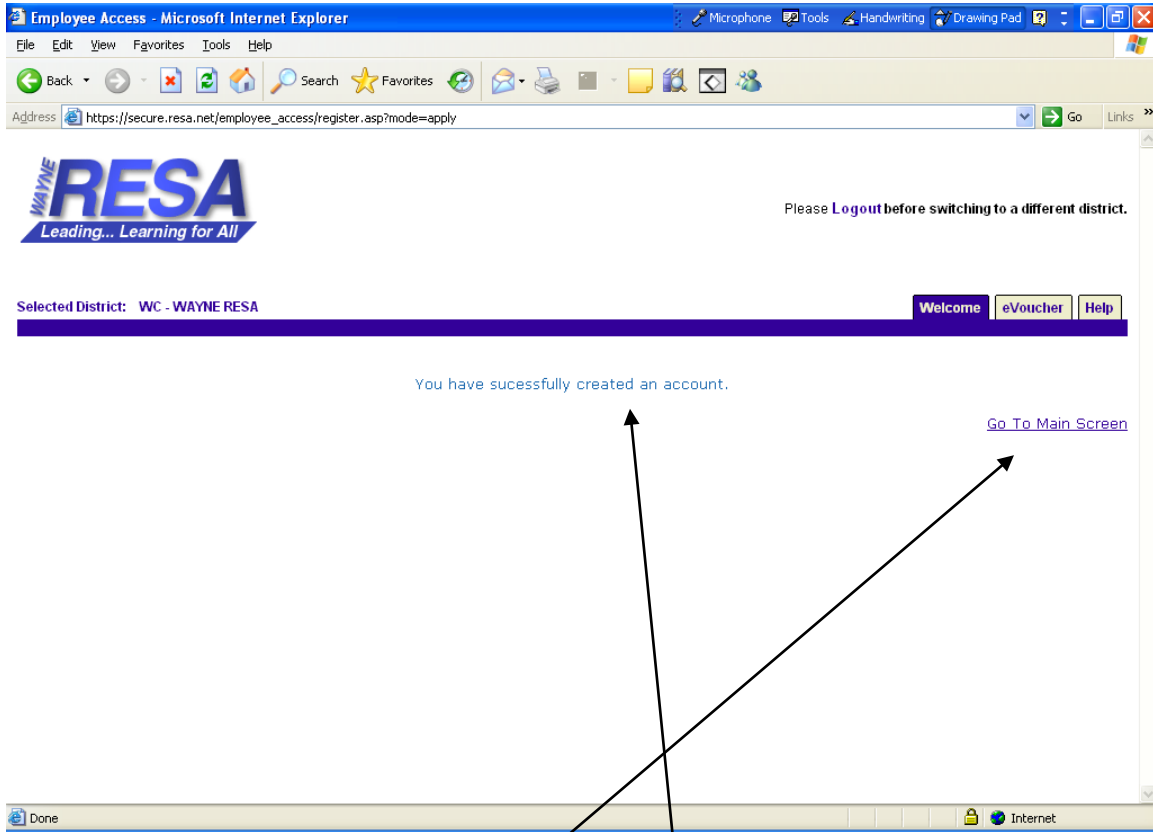 Employee Access - Microsoft Internet Explorer
Microphone Tools Handwriting Drawing Pad
File Edit View Favorites Tools Help
Back Search Favorites
Address https://secure.resa.net/employee_access/register.asp?mode=apply Go Links »
WAYNE
RESA
Leading... Learning for All
Please Logout before switching to a different district.
Selected District: WC - WAYNE RESA Welcome eVoucher Help
You have sucessfully created an account.
Go To Main Screen
Done Internet